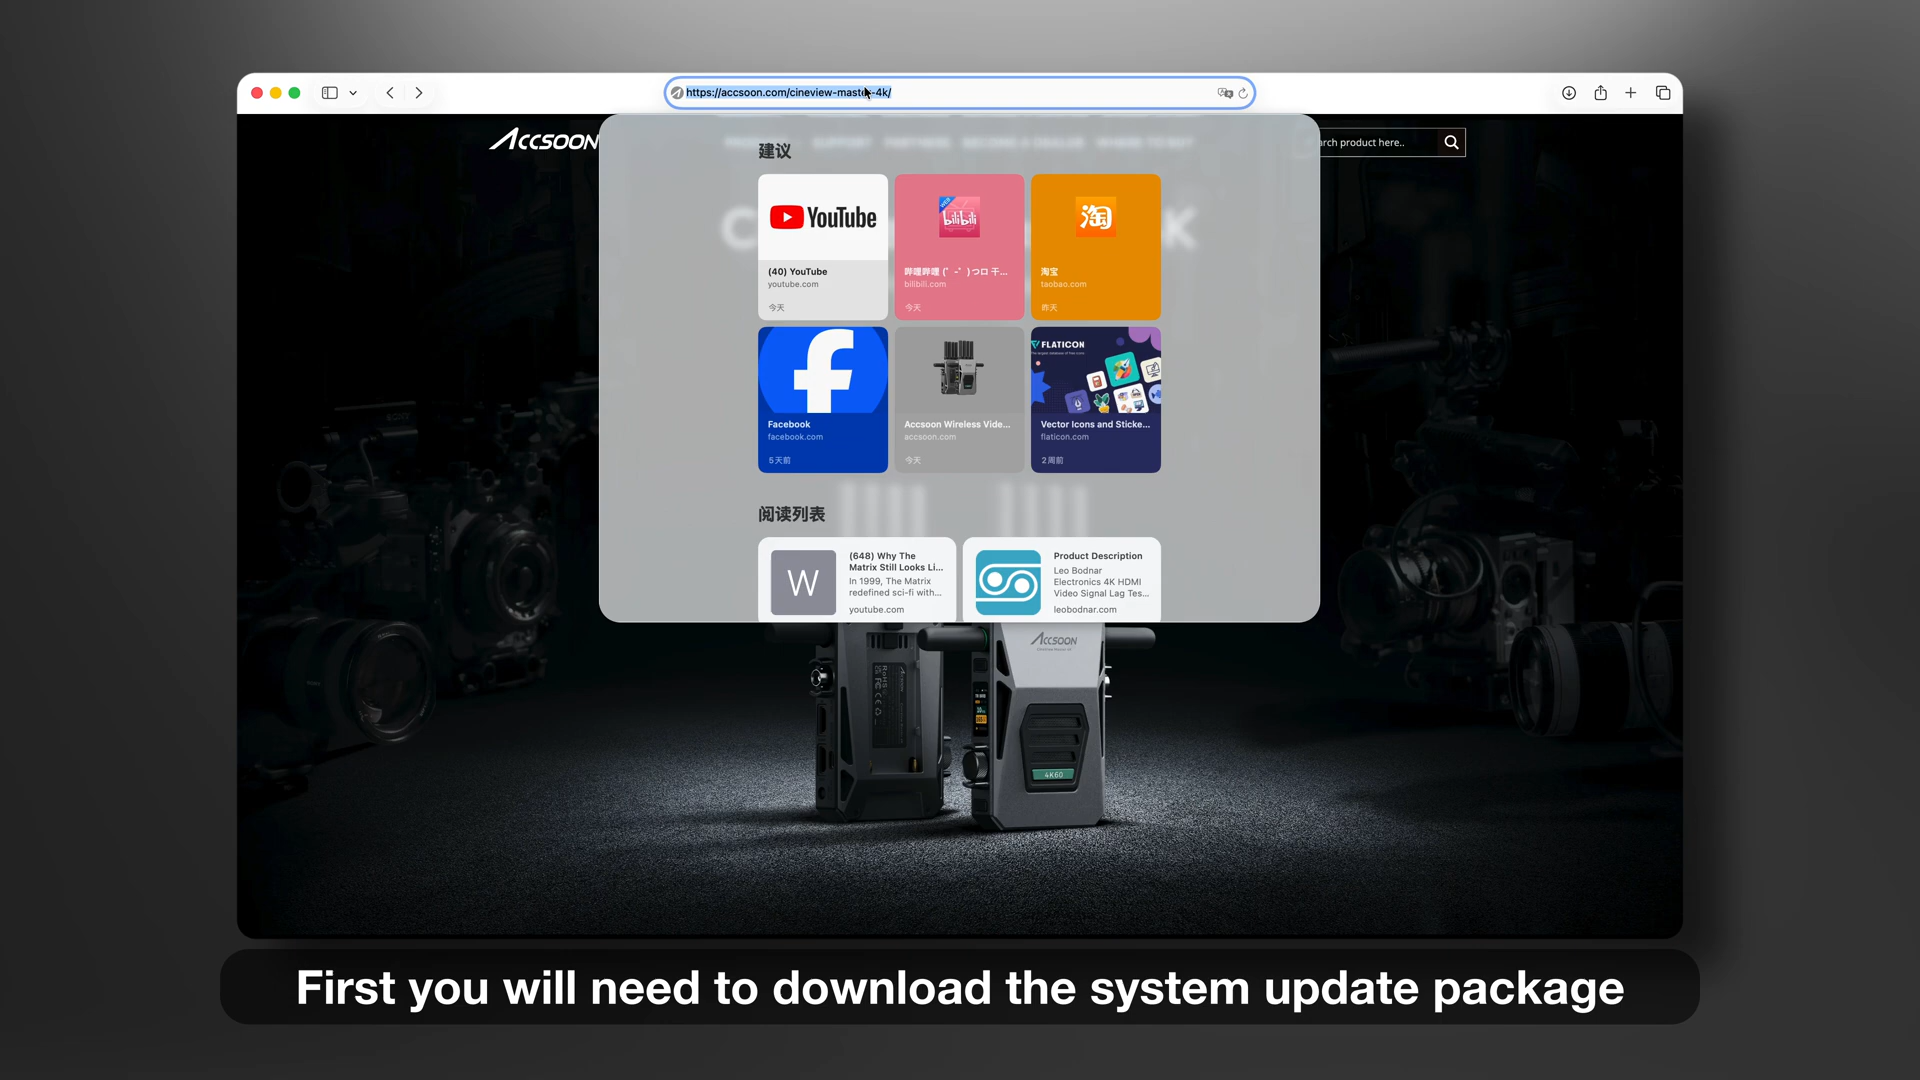 https://accsoon.com/cineview-master-4k/
ACCSOON
arch product here..
建议
YouTube
(40) YouTube
youtube.com
今天
WEB
bilibili
哔哩哔哩 (゜-゜)つロ 干...
bilibili.com
今天
淘
淘宝
taobao.com
昨天
Facebook
facebook.com
5天前
Accsoon Wireless Vide...
accsoon.com
今天
FLATICON
Vector Icons and Sticke...
flaticon.com
2周前
阅读列表
W
(648) Why The
Matrix Still Looks Li...
In 1999, The Matrix
redefined sci-fi with...
youtube.com
Product Description
Leo Bodnar
Electronics 4K HDMI
Video Signal Lag Tes...
leobodnar.com
ACCSOON
4K60
First you will need to download the system update package